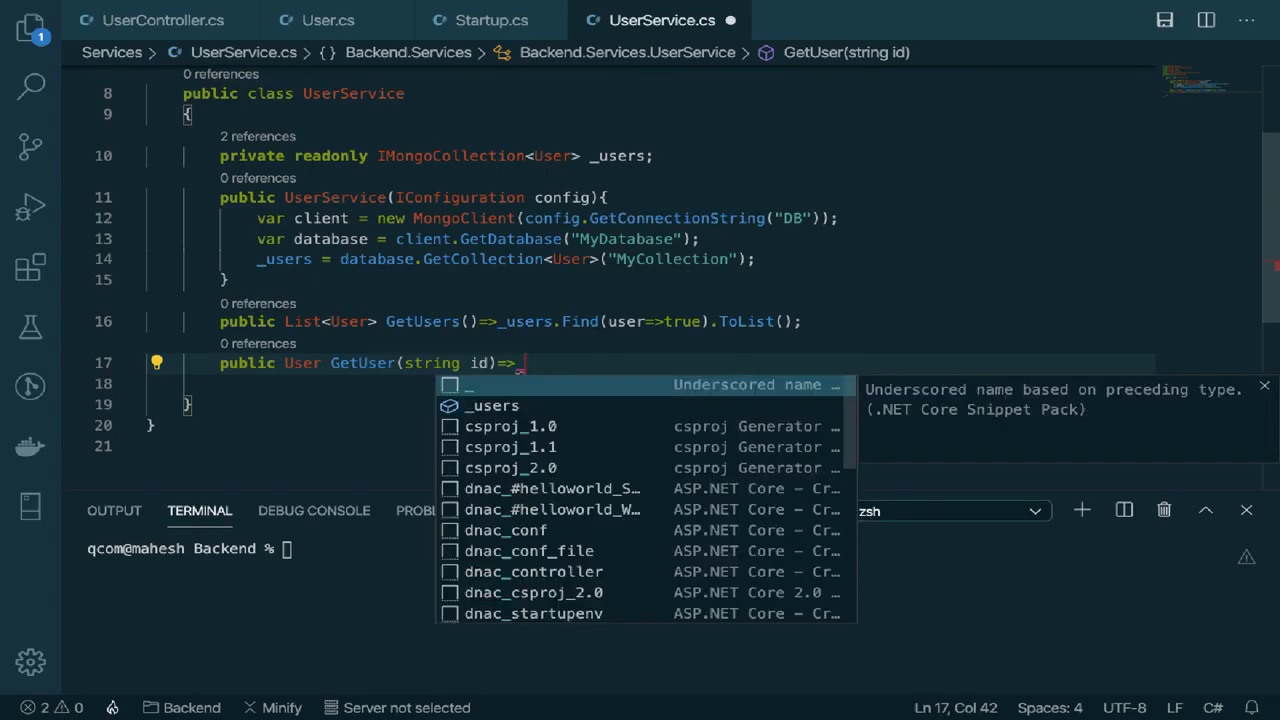 UserController.cs User.cs Startup.cs UserService.cs
1
Services > UserService.cs > { } Backend.Services > Backend.Services.UserService > GetUser(string id)
0 references
8 public class UserService
9 {
2 references
10 private readonly IMongoCollection<User> _users;
0 references
11 public UserService(IConfiguration config){
12 var client = new MongoClient(config.GetConnectionString("DB"));
13 var database = client.GetDatabase("MyDatabase");
14 _users = database.GetCollection<User>("MyCollection");
15 }
0 references
16 public List<User> GetUsers()=>_users.Find(user=>true).ToList();
0 references
17 public User GetUser(string id)=>_
18
19 }
20 }
21
_ Underscored name …
_users
csproj_1.0 csproj Generator …
csproj_1.1 csproj Generator …
csproj_2.0 csproj Generator …
dnac_#helloworld_S… ASP.NET Core – Cr…
dnac_#helloworld_W… ASP.NET Core – Cr…
dnac_conf ASP.NET Core – Cr…
dnac_conf_file ASP.NET Core – Cr…
dnac_controller ASP.NET Core – Cr…
dnac_csproj_2.0 ASP.NET Core 2.0 …
dnac_startupenv ASP.NET Core – Cr…
Underscored name based on preceding type.
(.NET Core Snippet Pack)
OUTPUT TERMINAL DEBUG CONSOLE PROBL zsh
qcom@mahesh Backend %
2 0 Backend Minify Server not selected Ln 17, Col 42 Spaces: 4 UTF-8 LF C#